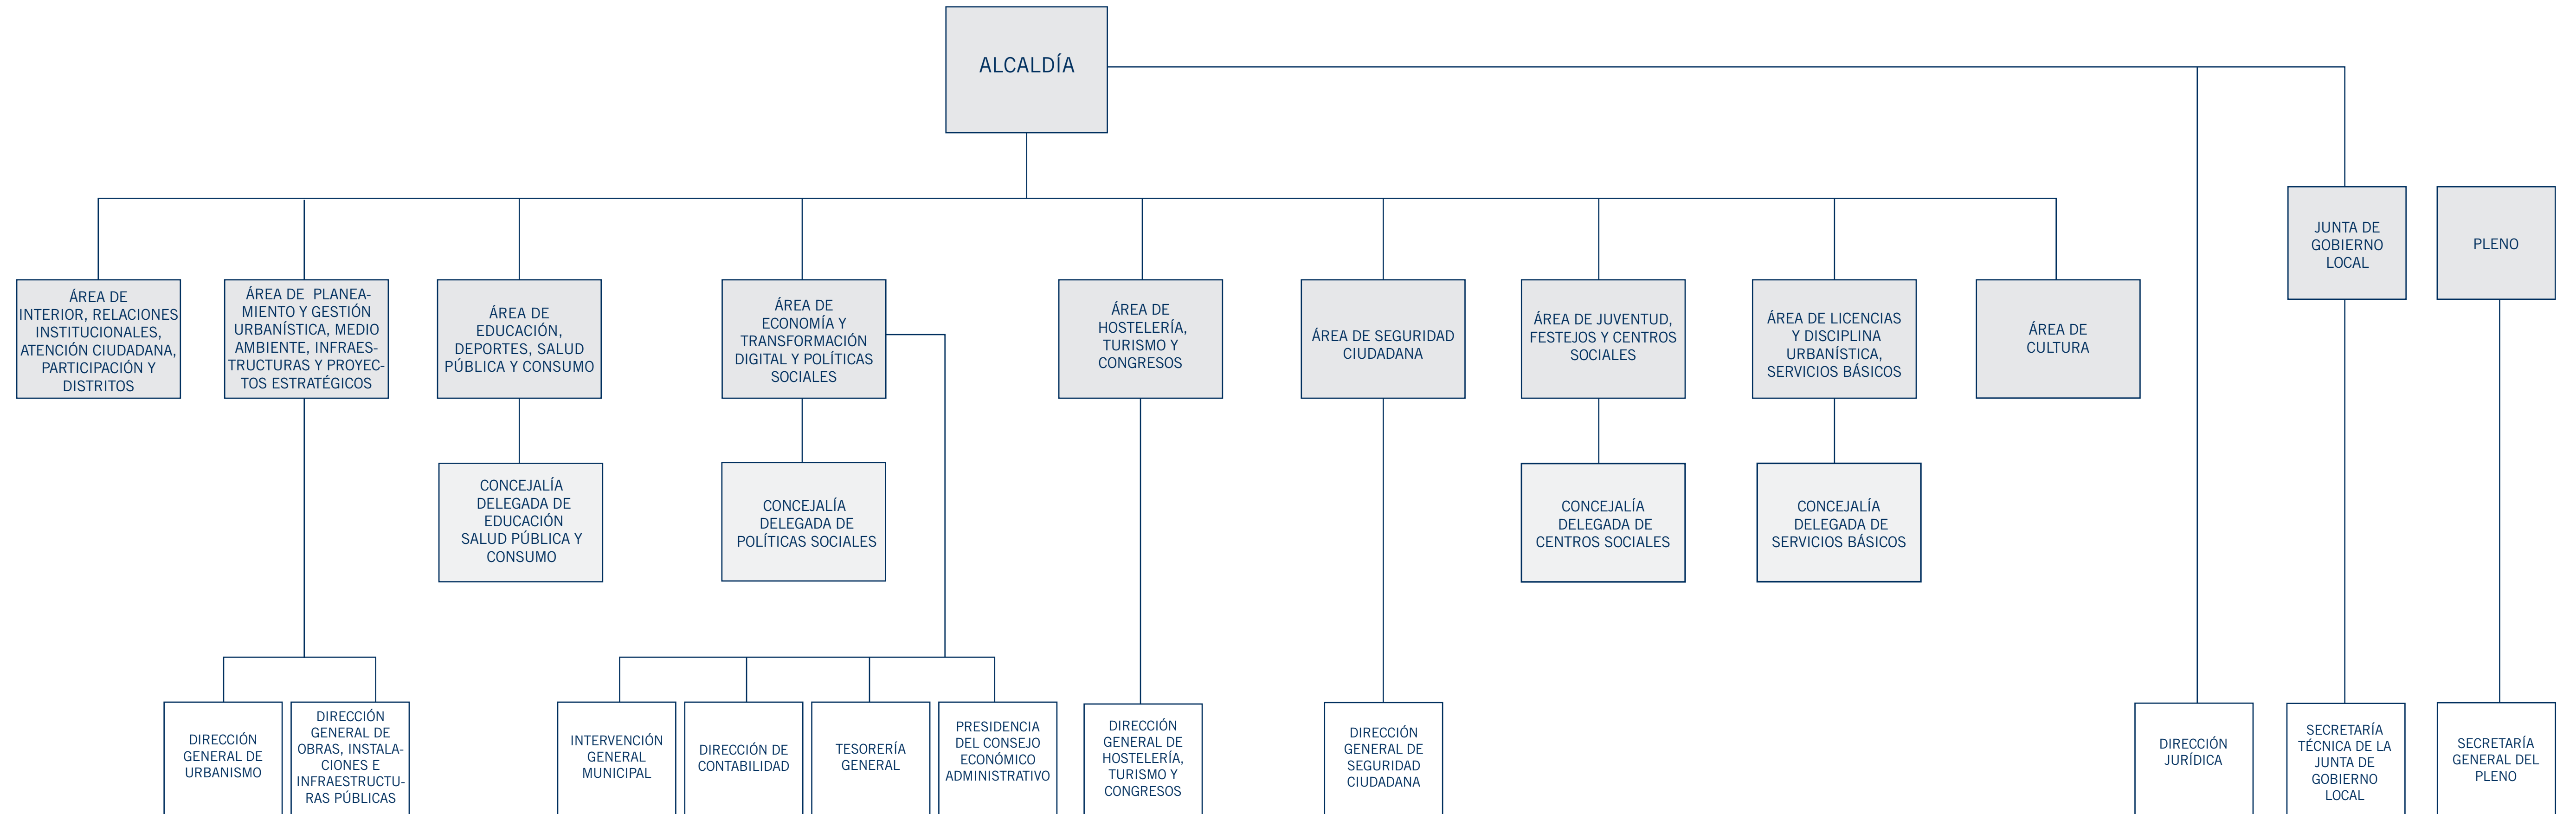 ALCALDÍA
JUNTA DE
GOBIERNO
LOCAL
PLENO
ÁREA DE
INTERIOR, RELACIONES
INSTITUCIONALES,
ATENCIÓN CIUDADANA,
PARTICIPACIÓN Y
DISTRITOS
ÁREA DE PLANEA-
MIENTO Y GESTIÓN
URBANÍSTICA, MEDIO
AMBIENTE, INFRAES-
TRUCTURAS Y PROYEC-
TOS ESTRATÉGICOS
ÁREA DE
EDUCACIÓN,
DEPORTES, SALUD
PÚBLICA Y CONSUMO
ÁREA DE
ECONOMÍA Y
TRANSFORMACIÓN
DIGITAL Y POLÍTICAS
SOCIALES
ÁREA DE
HOSTELERÍA,
TURISMO Y
CONGRESOS
ÁREA DE SEGURIDAD
CIUDADANA
ÁREA DE JUVENTUD,
FESTEJOS Y CENTROS
SOCIALES
ÁREA DE LICENCIAS
Y DISCIPLINA
URBANÍSTICA,
SERVICIOS BÁSICOS
ÁREA DE
CULTURA
CONCEJALÍA
DELEGADA DE
EDUCACIÓN
SALUD PÚBLICA Y
CONSUMO
CONCEJALÍA
DELEGADA DE
POLÍTICAS SOCIALES
CONCEJALÍA
DELEGADA DE
CENTROS SOCIALES
CONCEJALÍA
DELEGADA DE
SERVICIOS BÁSICOS
DIRECCIÓN
GENERAL DE
URBANISMO
DIRECCIÓN
GENERAL DE
OBRAS, INSTALA-
CIONES E
INFRAESTRUCTU-
RAS PÚBLICAS
INTERVENCIÓN
GENERAL
MUNICIPAL
DIRECCIÓN DE
CONTABILIDAD
TESORERÍA
GENERAL
PRESIDENCIA
DEL CONSEJO
ECONÓMICO
ADMINISTRATIVO
DIRECCIÓN
GENERAL DE
HOSTELERÍA,
TURISMO Y
CONGRESOS
DIRECCIÓN
GENERAL DE
SEGURIDAD
CIUDADANA
DIRECCIÓN
JURÍDICA
SECRETARÍA
TÉCNICA DE LA
JUNTA DE
GOBIERNO
LOCAL
SECRETARÍA
GENERAL DEL
PLENO